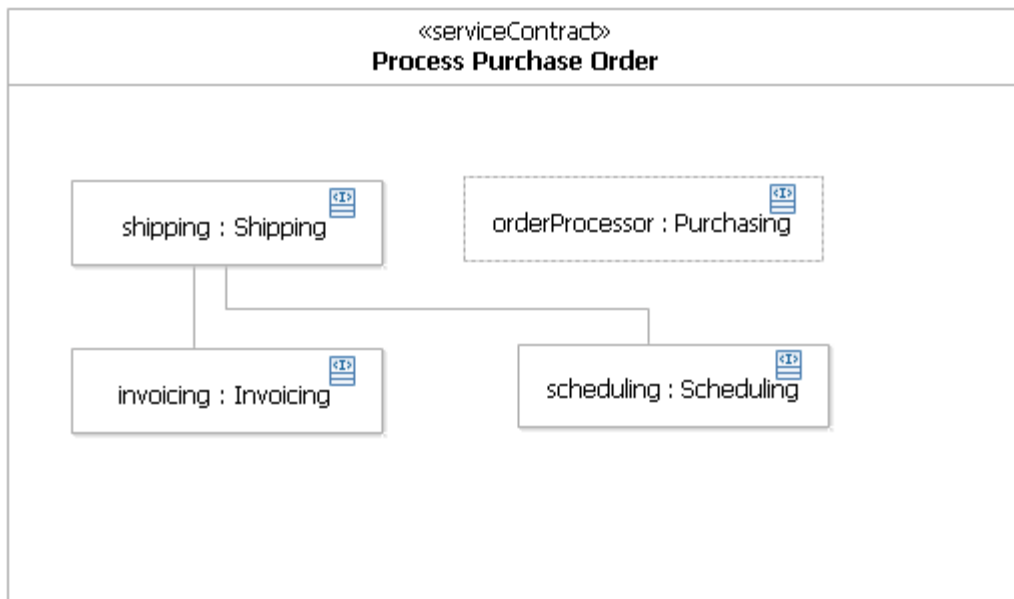 «serviceContract»
Process Purchase Order
shipping : Shipping
orderProcessor : Purchasing
invoicing : Invoicing
scheduling : Scheduling